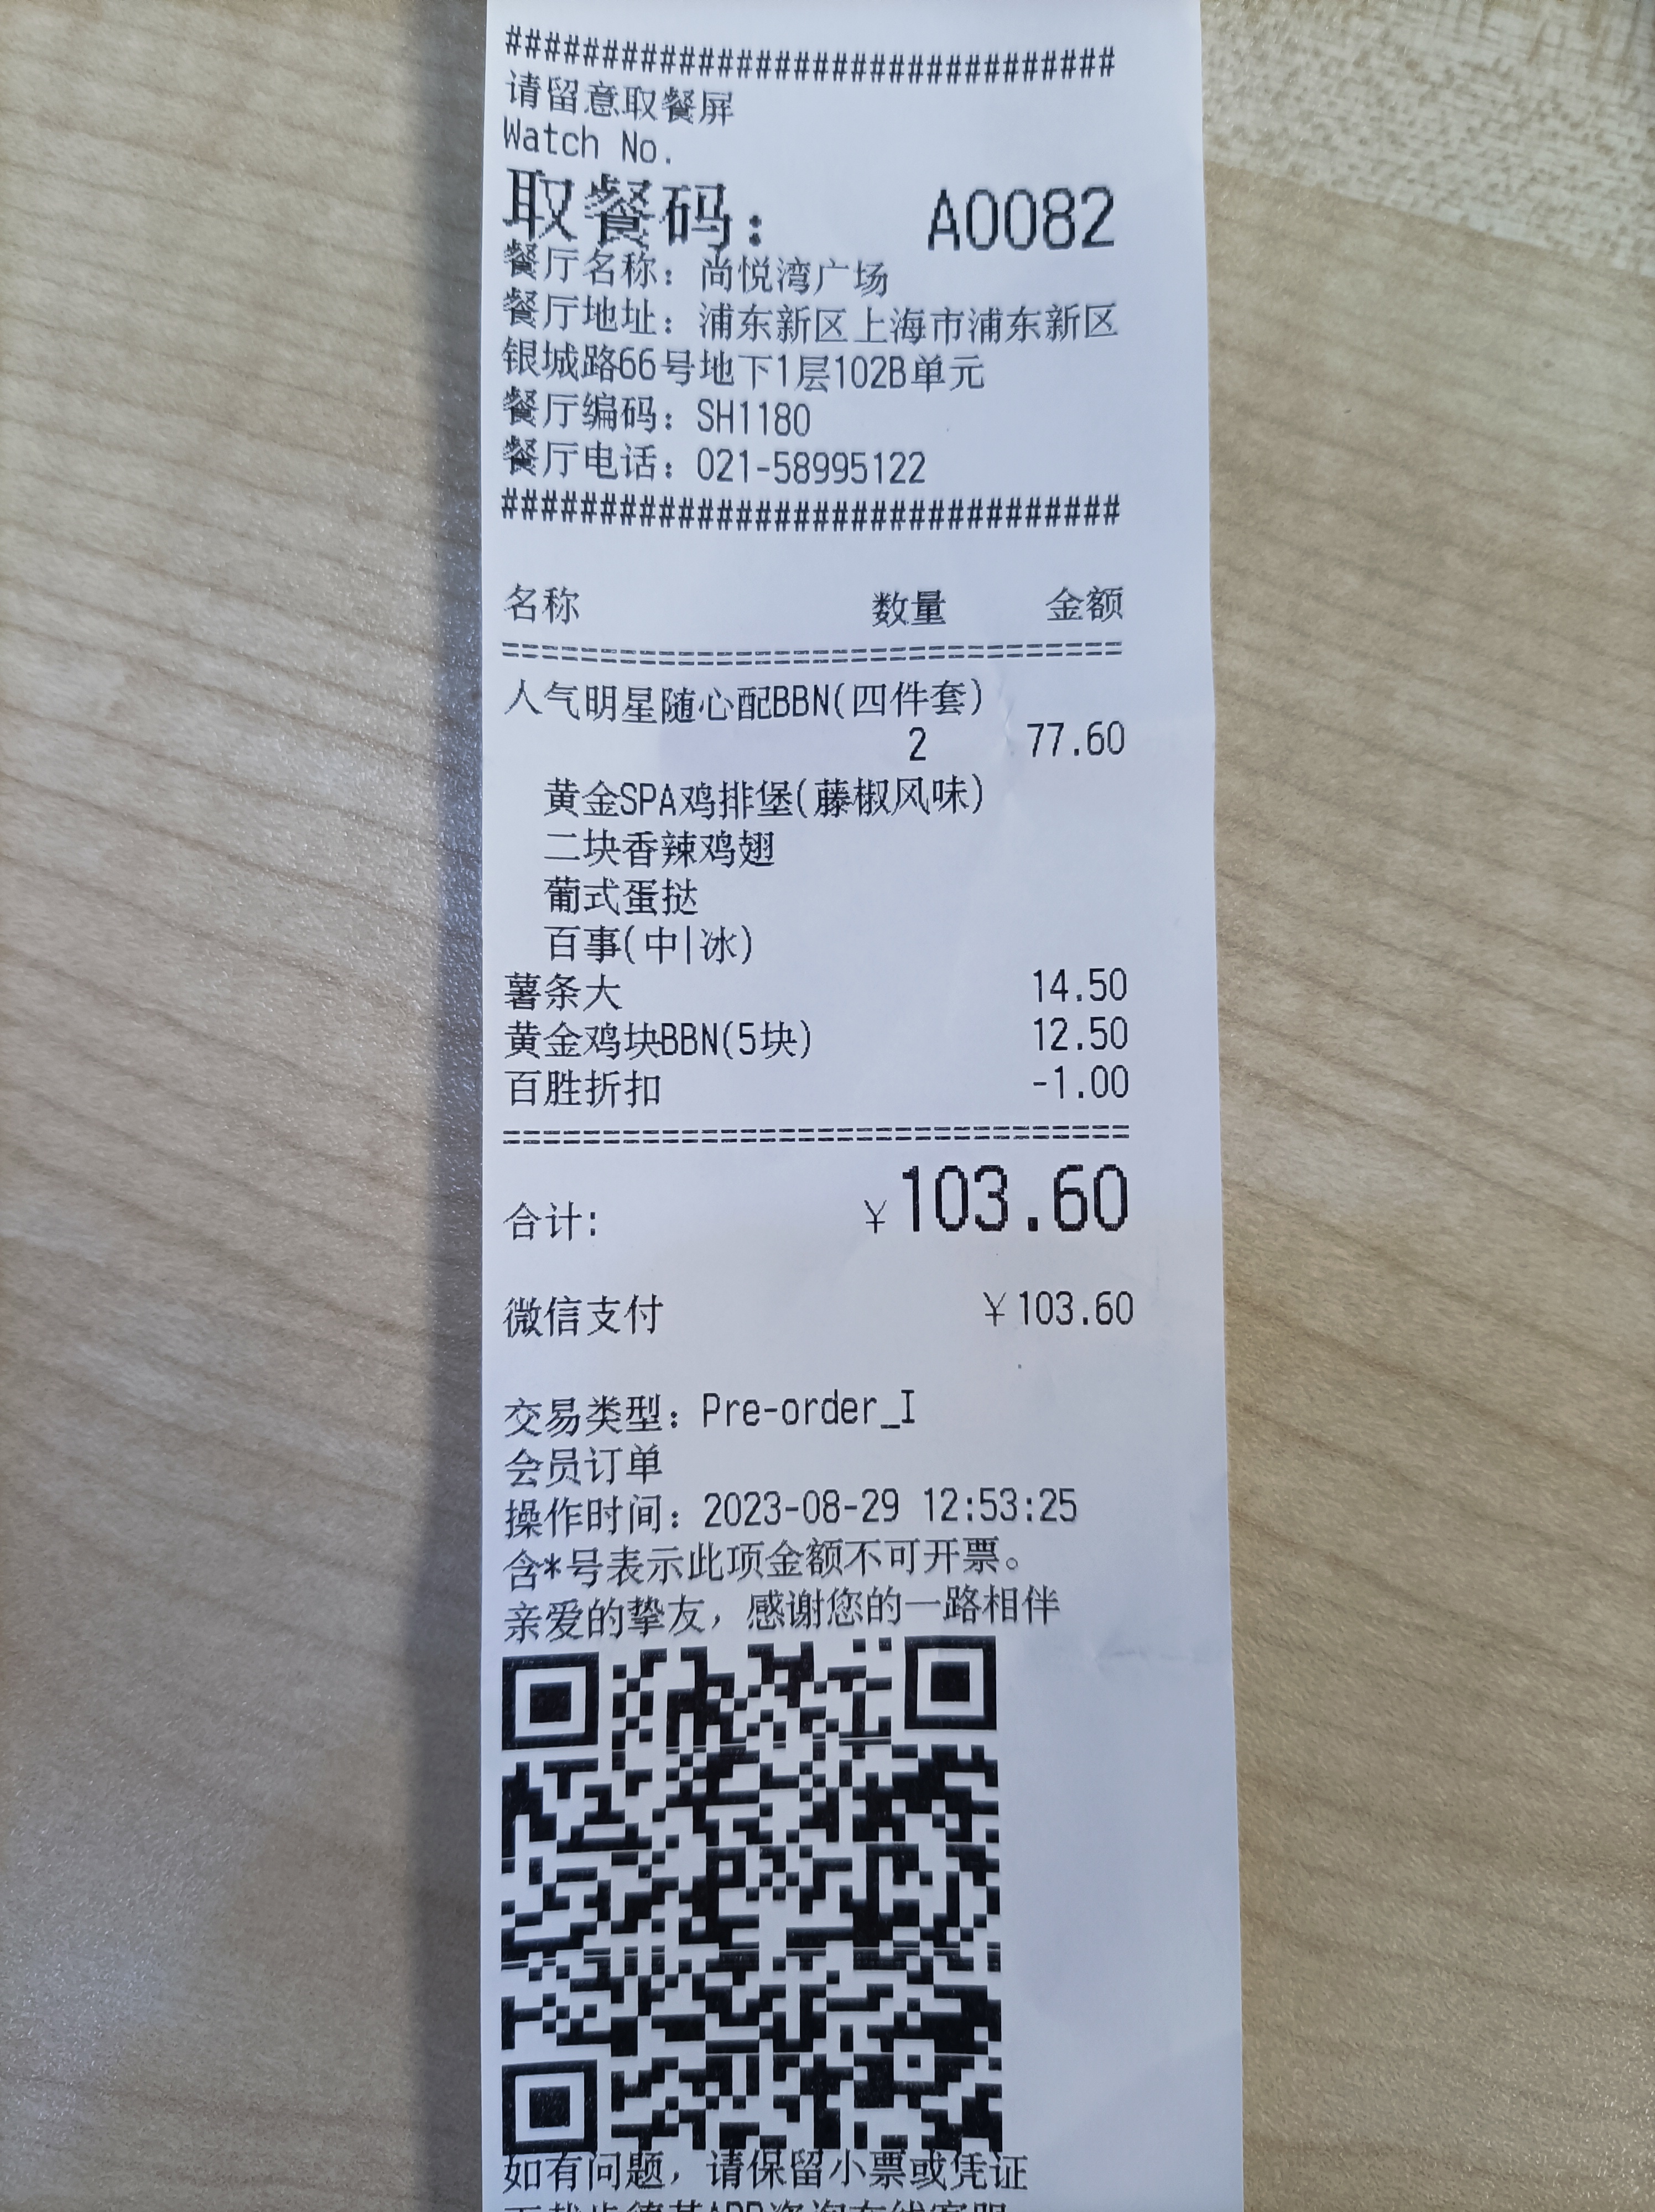 ################################
请留意取餐屏
Watch No.
取餐码： A0082
餐厅名称：尚悦湾广场
餐厅地址：浦东新区上海市浦东新区
银城路66号地下1层102B单元
餐厅编码：SH1180
餐厅电话：021-58995122
################################
名称 数量 金额
================================
人气明星随心配BBN(四件套)
2 77.60
黄金SPA鸡排堡(藤椒风味)
二块香辣鸡翅
葡式蛋挞
百事(中|冰)
薯条大 14.50
黄金鸡块BBN(5块) 12.50
百胜折扣 -1.00
================================
合计: ¥103.60
微信支付 ¥103.60
交易类型：Pre-order_I
会员订单
操作时间：2023-08-29 12:53:25
含*号表示此项金额不可开票。
亲爱的挚友，感谢您的一路相伴
如有问题，请保留小票或凭证